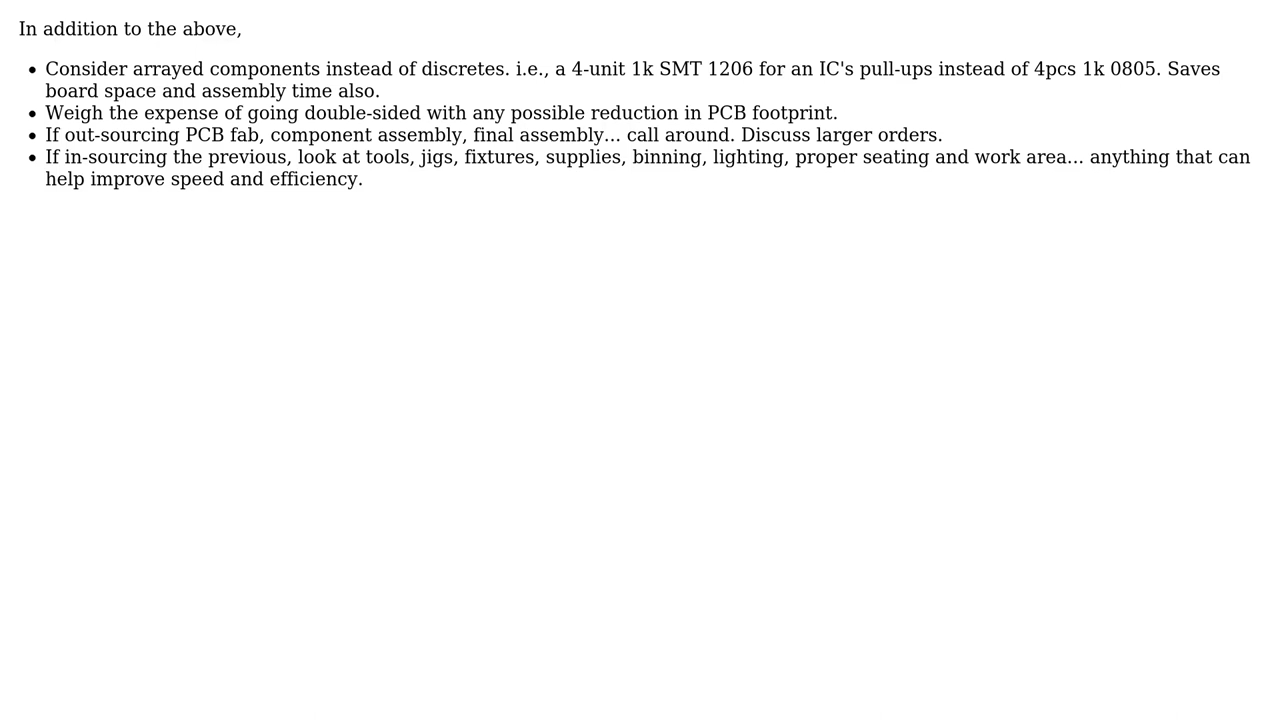 In addition to the above,
• Consider arrayed components instead of discretes. i.e., a 4-unit 1k SMT 1206 for an IC's pull-ups instead of 4pcs 1k 0805. Saves
board space and assembly time also.
• Weigh the expense of going double-sided with any possible reduction in PCB footprint.
• If out-sourcing PCB fab, component assembly, final assembly... call around. Discuss larger orders.
• If in-sourcing the previous, look at tools, jigs, fixtures, supplies, binning, lighting, proper seating and work area... anything that can
help improve speed and efficiency.